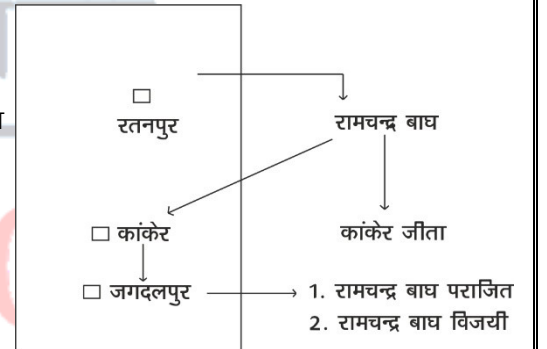 रतनपुर
रामचन्द्र बाघ
कांकेर
कांकेर जीता
जगदलपुर
1. रामचन्द्र बाघ पराजित
2. रामचन्द्र बाघ विजयी